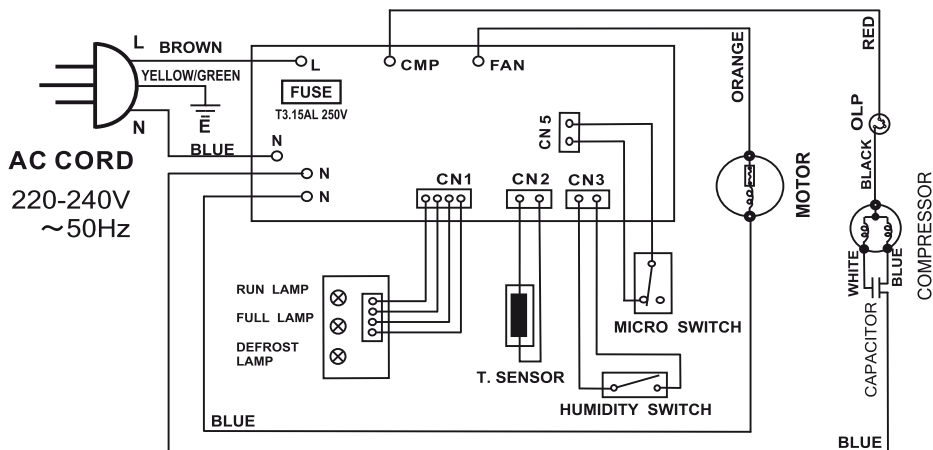 L
BROWN
YELLOW/GREEN
E
N
BLUE
AC CORD
220-240V
～50Hz
L
FUSE
T3.15AL 250V
CMP
FAN
N
N
N
CN 5
CN1
CN2
CN3
ORANGE
MOTOR
RED
OLP
BLACK
COMPRESSOR
WHITE
BLUE
CAPACITOR
RUN LAMP
FULL LAMP
DEFROST
LAMP
T. SENSOR
MICRO SWITCH
HUMIDITY SWITCH
BLUE
BLUE